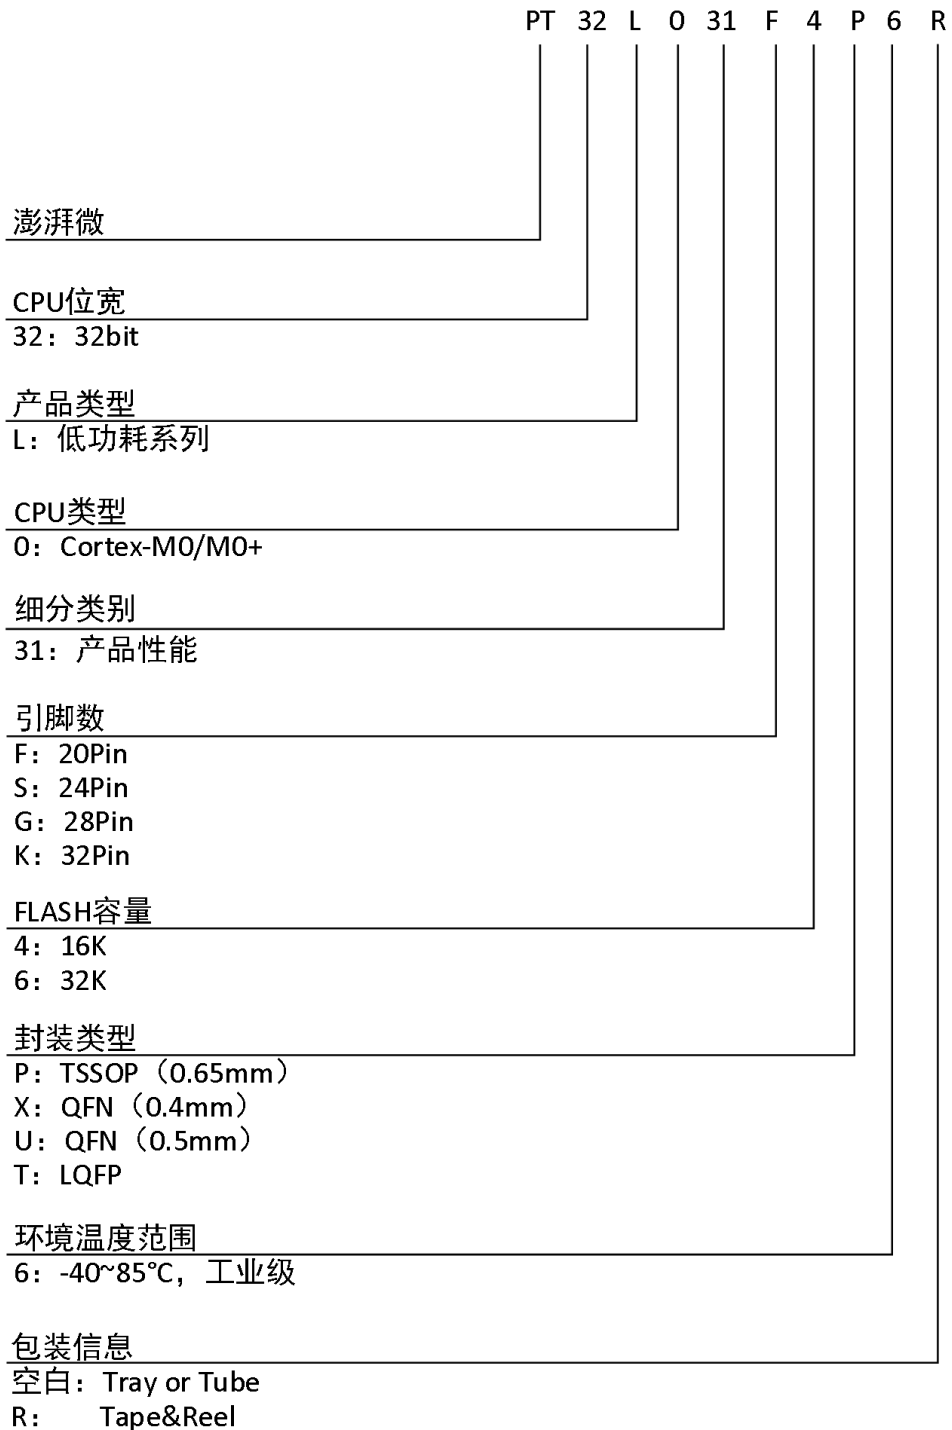 PT 32 L 0 31 F 4 P 6 R
澎湃微
CPU位宽
32：32bit
产品类型
L：低功耗系列
CPU类型
0：Cortex-M0/M0+
细分类别
31：产品性能
引脚数
F：20Pin
S：24Pin
G：28Pin
K：32Pin
FLASH容量
4：16K
6：32K
封装类型
P：TSSOP（0.65mm）
X：QFN（0.4mm）
U：QFN（0.5mm）
T：LQFP
环境温度范围
6：-40~85℃，工业级
包装信息
空白：Tray or Tube
R： Tape&Reel